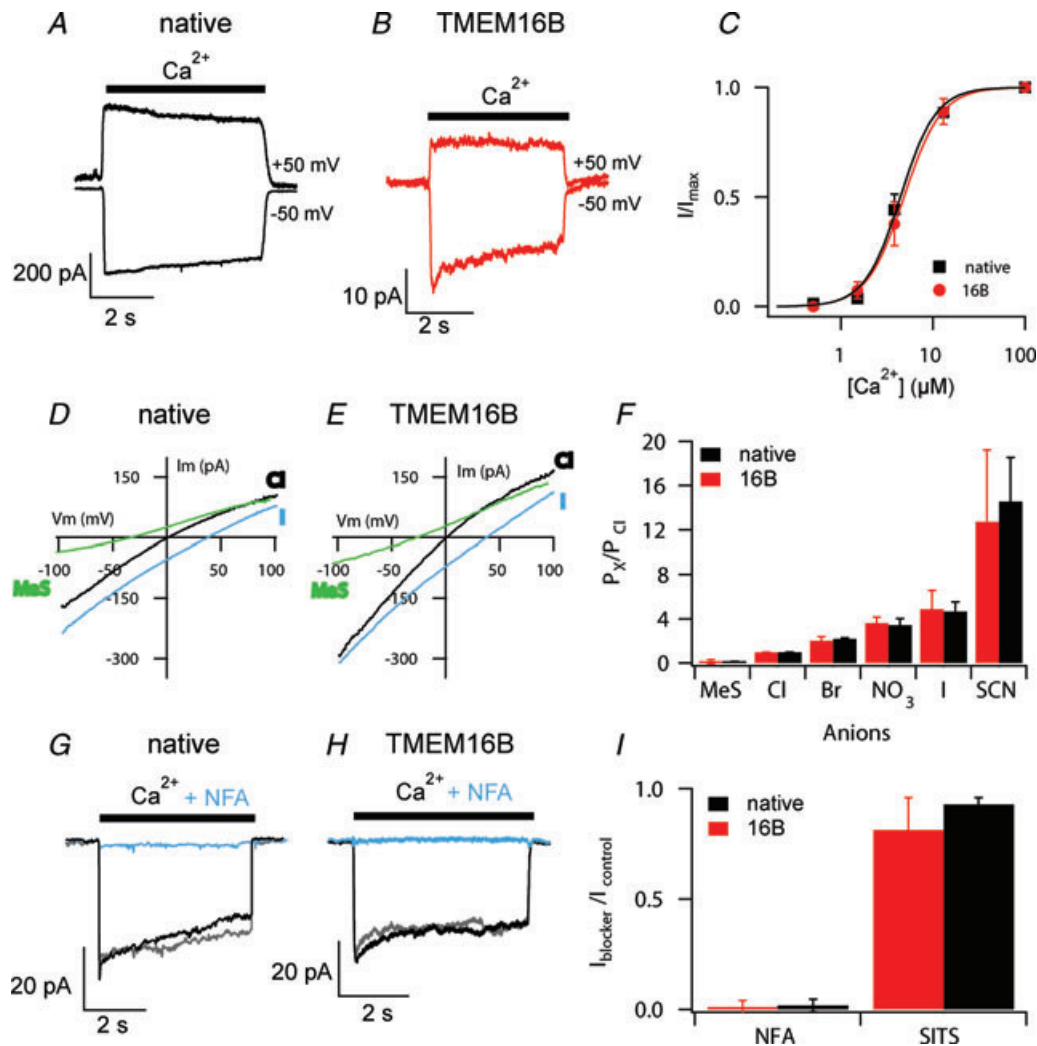 A native
Ca²⁺
+50 mV
-50 mV
200 pA
2 s
B TMEM16B
Ca²⁺
+50 mV
-50 mV
10 pA
2 s
C
1.0
0.5
0.0
I/Imax
native
16B
1 10 100
[Ca²⁺] (µM)
D native
Im (pA)
150
Cl
I
Vm (mV)
-100 -50 50 100
MeS
-150
-300
E TMEM16B
Im (pA)
150
Cl
I
Vm (mV)
-100 -50 50 100
MeS
-150
-300
F
20
16
12
8
4
0
PX/PCl
native
16B
MeS Cl Br NO₃ I SCN
Anions
G native
Ca²⁺ + NFA
20 pA
2 s
H TMEM16B
Ca²⁺ + NFA
20 pA
2 s
I
1.0
0.5
0.0
Iblocker/Icontrol
native
16B
NFA SITS